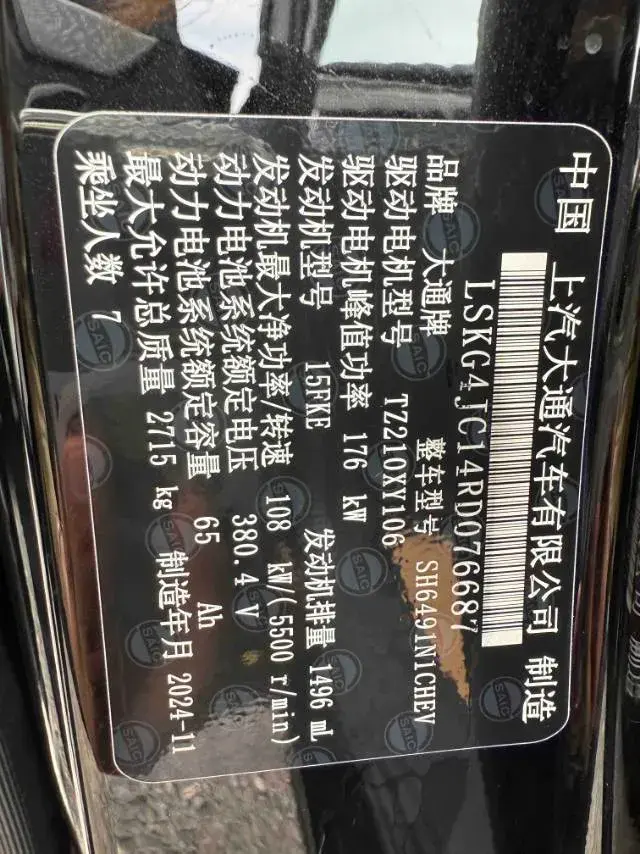 中国 上汽大通汽车有限公司 制造
LSKG4JC14RD076687
品牌 大通牌 整车型号 SH6491N1CHEV
驱动电机型号 TZ210XY106
驱动电机峰值功率 176 kW
发动机型号 15FKE 发动机排量 1496 ml
发动机最大净功率/转速 108 kW/(5500 r/min)
动力电池系统额定电压 380.4 V
动力电池系统额定容量 65 Ah
最大允许总质量 2715 kg 制造年月 2024-11
乘坐人数 7
SAIC